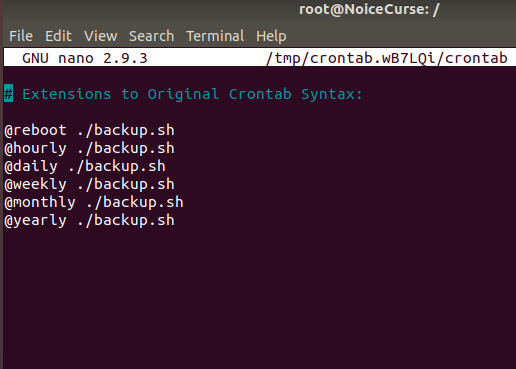 root@NoiceCurse: /
File Edit View Search Terminal Help
GNU nano 2.9.3 /tmp/crontab.wB7LQi/crontab
# Extensions to Original Crontab Syntax:
@reboot ./backup.sh
@hourly ./backup.sh
@daily ./backup.sh
@weekly ./backup.sh
@monthly ./backup.sh
@yearly ./backup.sh